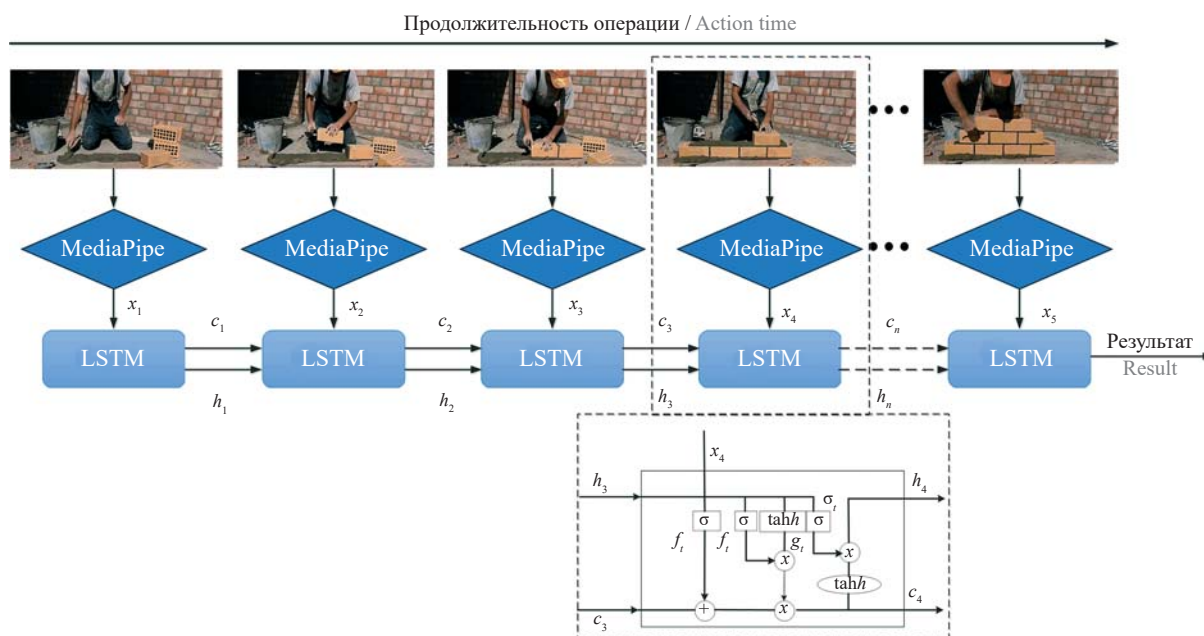 Продолжительность операции / Action time
MediaPipe MediaPipe MediaPipe MediaPipe MediaPipe
x₁ x₂ x₃ x₄ x₅
c₁ c₂ c₃ cₙ
LSTM LSTM LSTM LSTM LSTM
Результат
Result
h₁ h₂ h₃ hₙ
x₄
h₃ h₄
σₜ
σ σ tahh σ
fₜ fₜ gₜ
x x
tahh
c₃ + x c₄